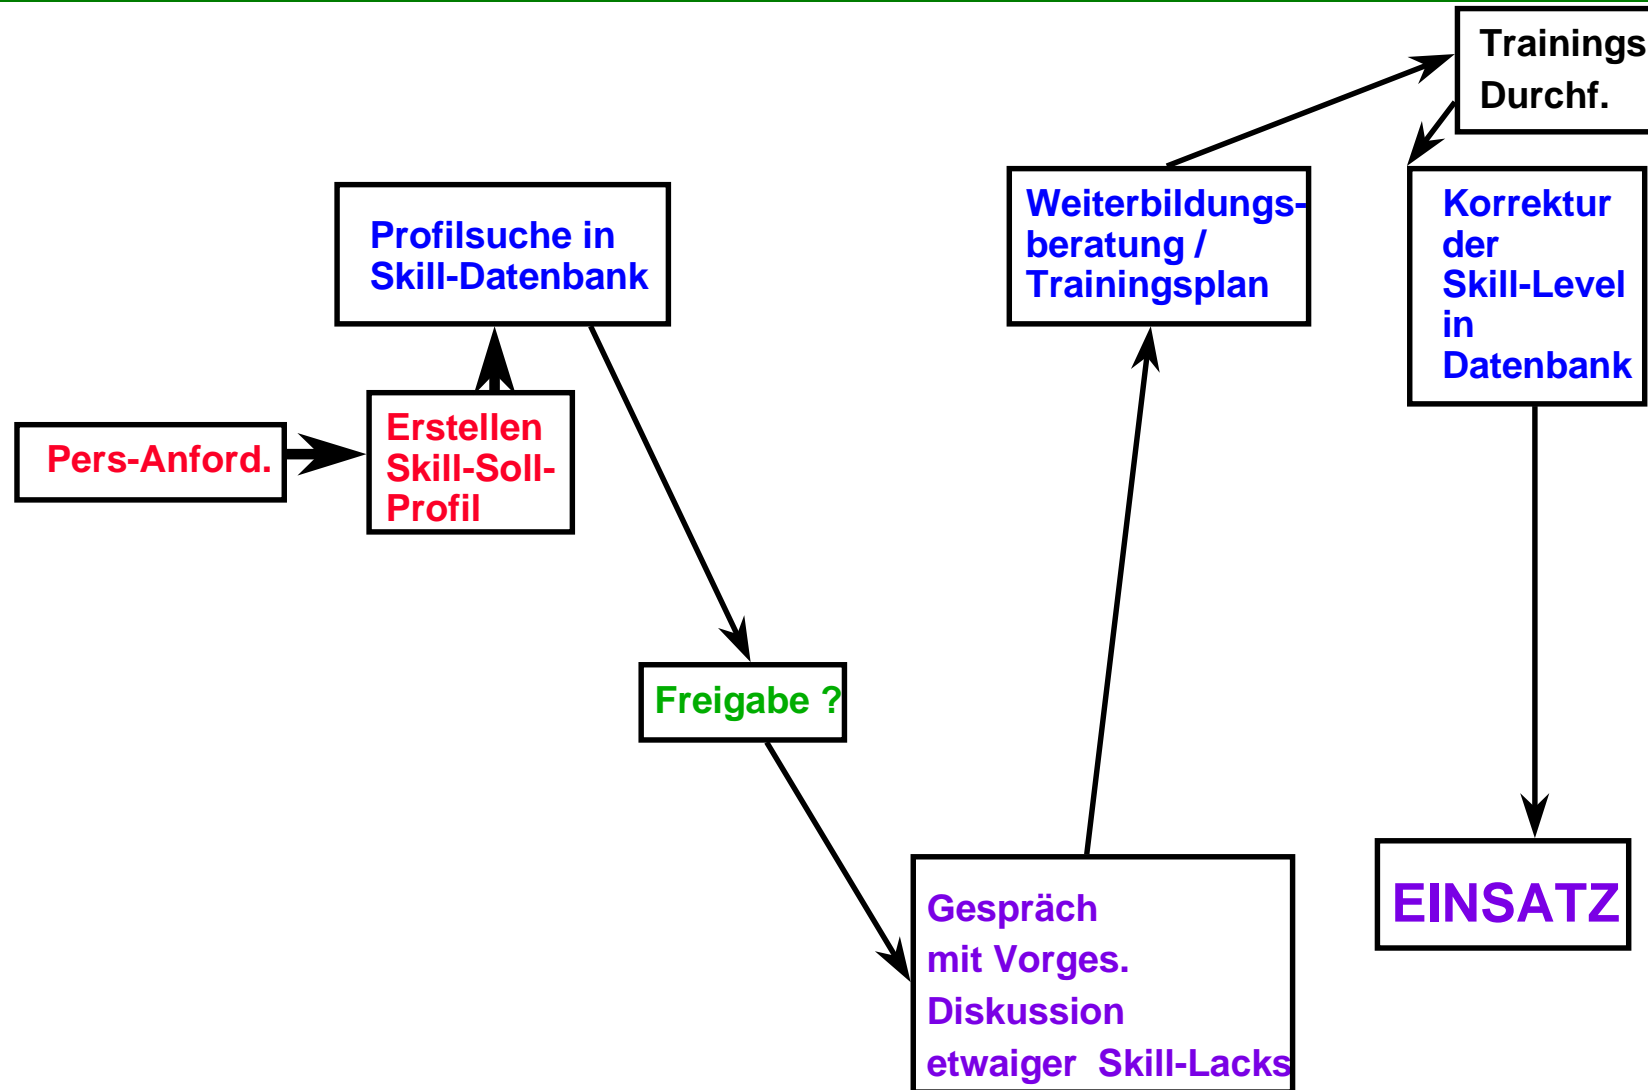 Pers-Anford.
Erstellen
Skill-Soll-
Profil
Profilsuche in
Skill-Datenbank
Freigabe ?
Gespräch
mit Vorges.
Diskussion
etwaiger Skill-Lacks
Weiterbildungs-
beratung /
Trainingsplan
Trainings
Durchf.
Korrektur
der
Skill-Level
in
Datenbank
EINSATZ